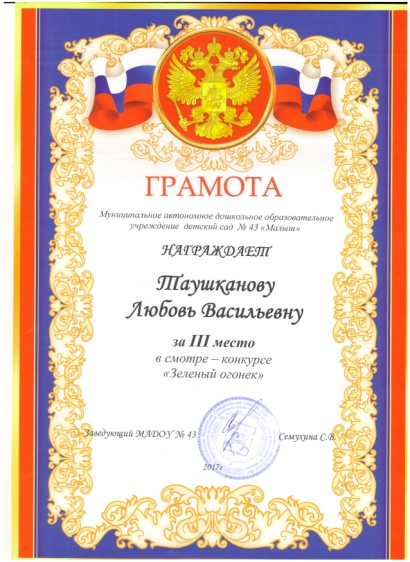 ГРАМОТА
Муниципальное автономное дошкольное образовательное
учреждение детский сад № 43 «Малыш»
НАГРАЖДАЕТ
Таушканову
Любовь Васильевну
за III место
в смотре – конкурсе
«Зеленый огонек»
Заведующий МАДОУ № 43
Семухина С.В.
2017г